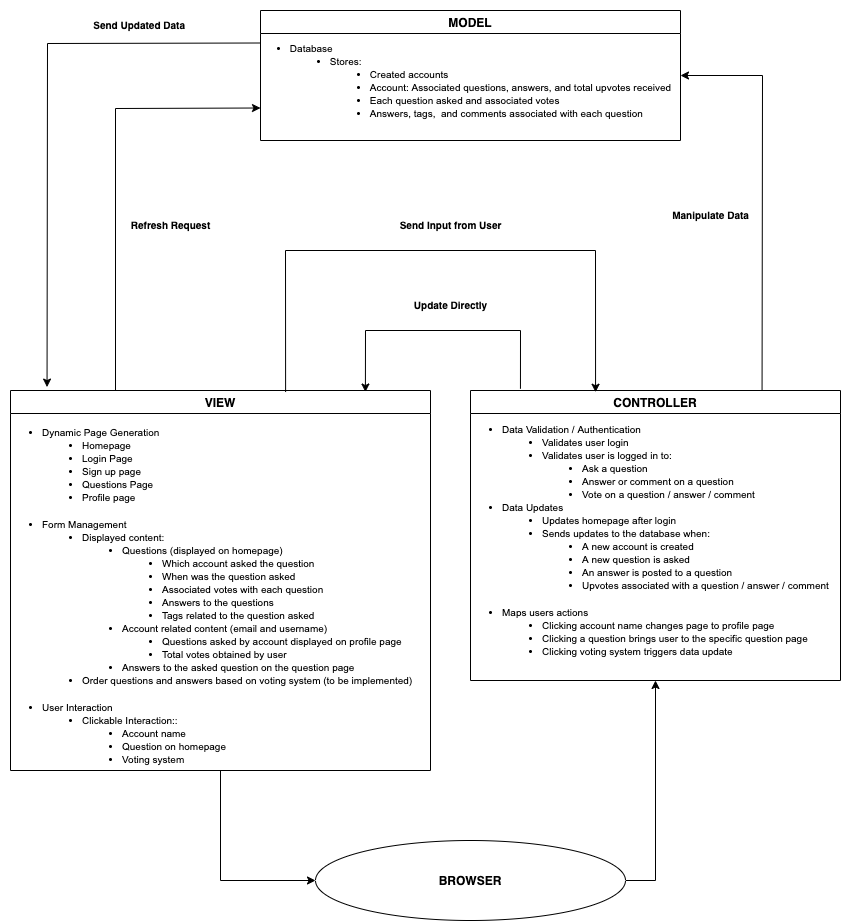 Send Updated Data
MODEL
Database
Stores:
Created accounts
Account: Associated questions, answers, and total upvotes received
Each question asked and associated votes
Answers, tags,  and comments associated with each question
Refresh Request
Send Input from User
Manipulate Data
Update Directly
VIEW
Dynamic Page Generation
Homepage
Login Page
Sign up page
Questions Page
Profile page
Form Management
Displayed content:
Questions (displayed on homepage)
Which account asked the question
When was the question asked
Associated votes with each question
Answers to the questions
Tags related to the question asked
Account related content (email and username)
Questions asked by account displayed on profile page
Total votes obtained by user
Answers to the asked question on the question page
Order questions and answers based on voting system (to be implemented)
User Interaction
Clickable Interaction::
Account name
Question on homepage
Voting system
CONTROLLER
Data Validation / Authentication
Validates user login
Validates user is logged in to:
Ask a question
Answer or comment on a question
Vote on a question / answer / comment
Data Updates
Updates homepage after login
Sends updates to the database when:
A new account is created
A new question is asked
An answer is posted to a question
Upvotes associated with a question / answer / comment
Maps users actions
Clicking account name changes page to profile page
Clicking a question brings user to the specific question page
Clicking voting system triggers data update
BROWSER